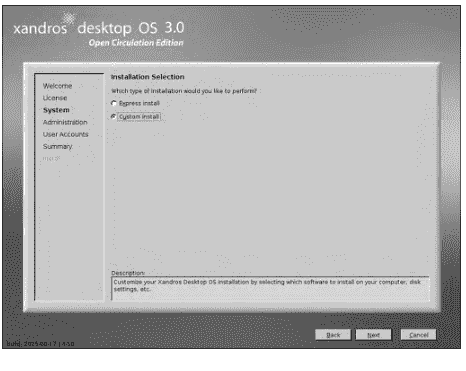 xandros desktop OS 3.0
Open Circulation Edition
Installation Selection
Which type of installation would you like to perform?
Express Install
Custom Install
Welcome
License
System
Administration
User Accounts
Summary
Description:
Customize your Xandros Desktop OS installation by selecting which software to install on your computer, disk
settings, etc.
Back
Next
Cancel